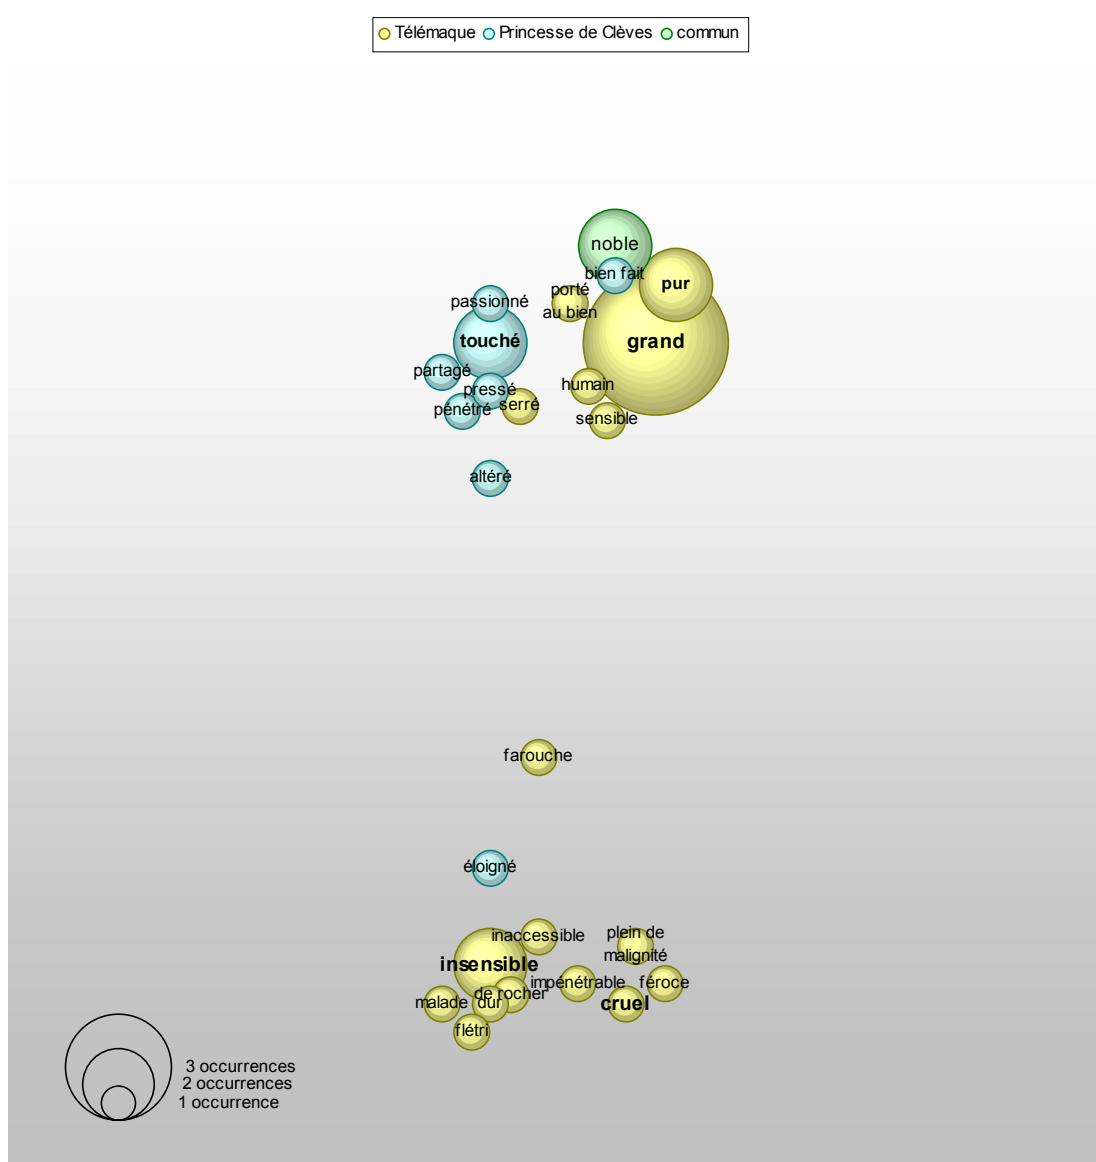 Télémaque Princesse de Clèves commun
noble
bien fait
pur
porté
au bien
passionné
touché
grand
partagé
pressé
humain
pénétré
serré
sensible
altéré
farouche
éloigné
inaccessible
plein de
malignité
insensible
impénétrable
féroce
de rocher
malade
dur
cruel
flétri
3 occurrences
2 occurrences
1 occurrence